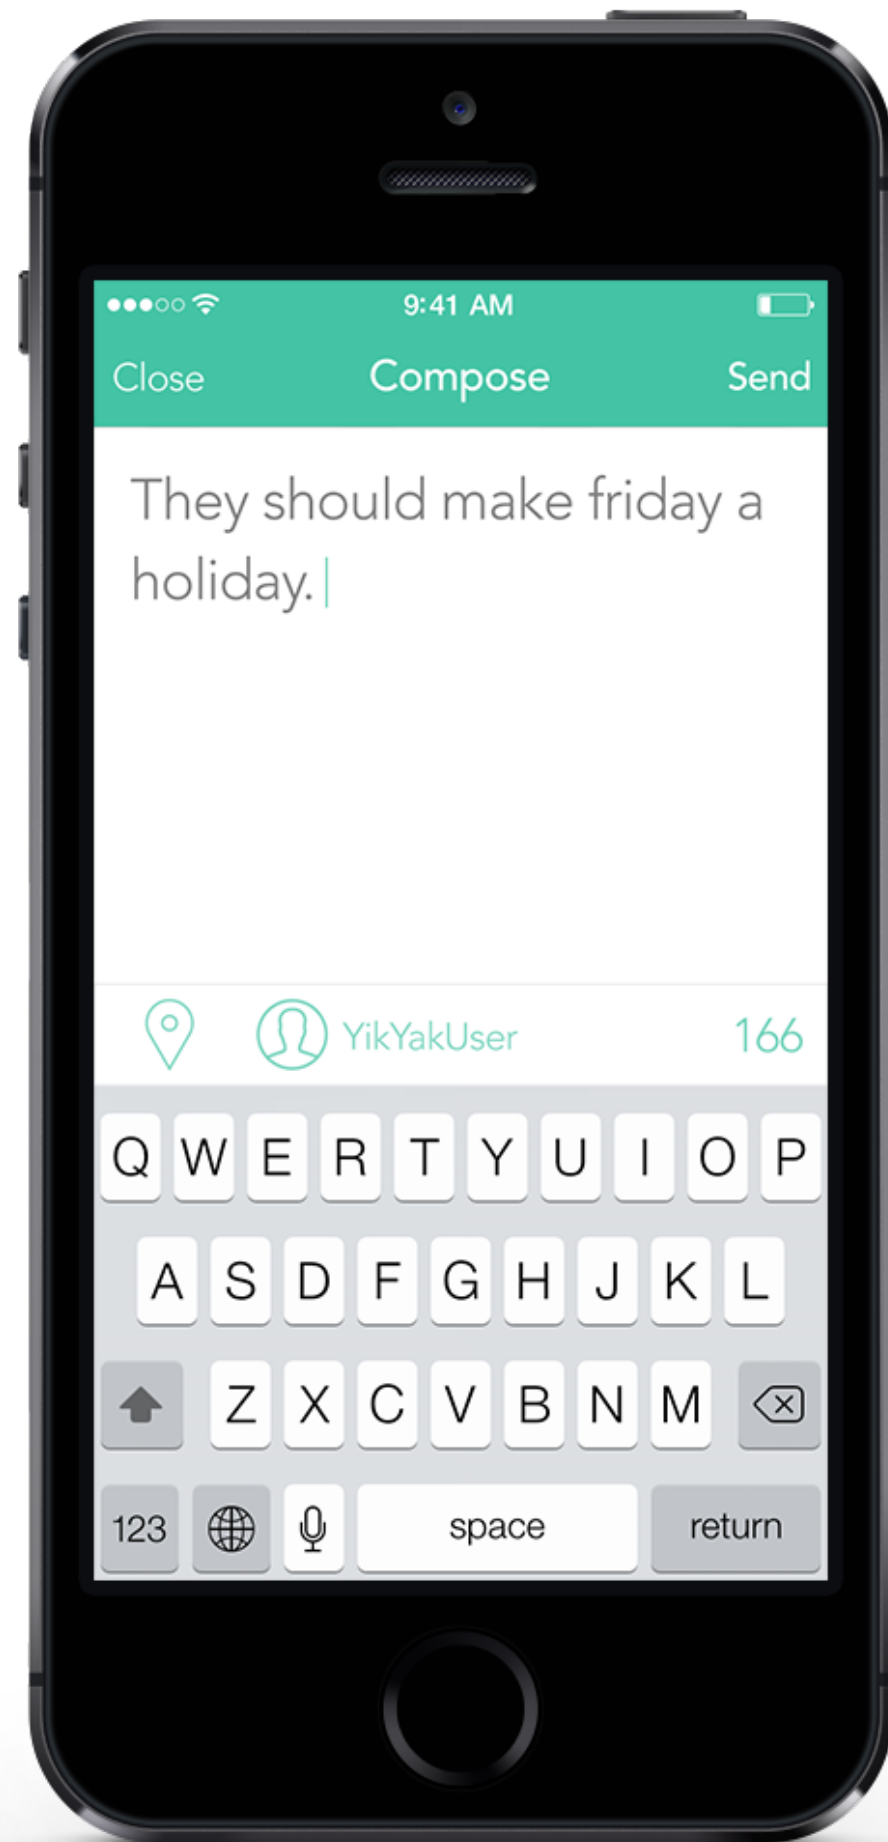 9:41 AM
Close Compose Send
They should make friday a
holiday.
YikYakUser 166
Q W E R T Y U I O P
A S D F G H J K L
Z X C V B N M
123 space return